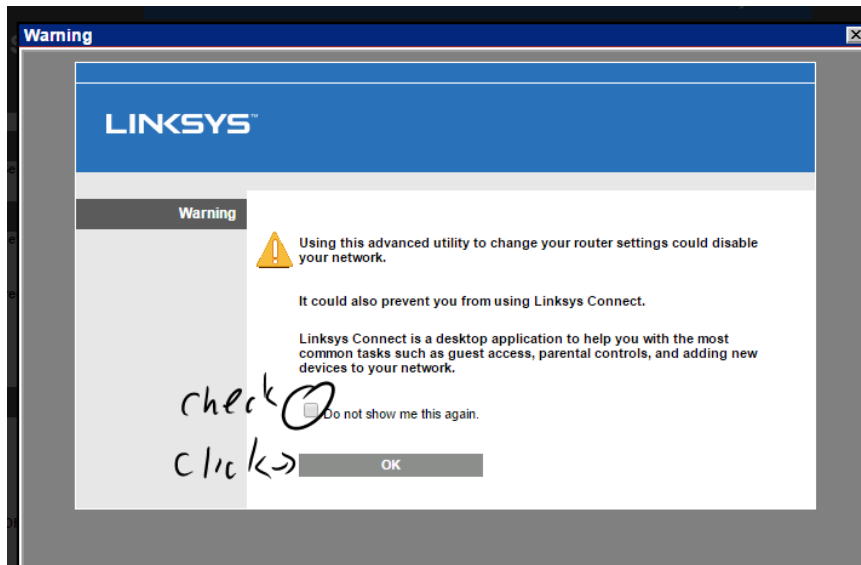 Warning
LINKSYS™
Warning
Using this advanced utility to change your router settings could disable
your network.
It could also prevent you from using Linksys Connect.
Linksys Connect is a desktop application to help you with the most
common tasks such as guest access, parental controls, and adding new
devices to your network.
check
Do not show me this again.
Click
OK